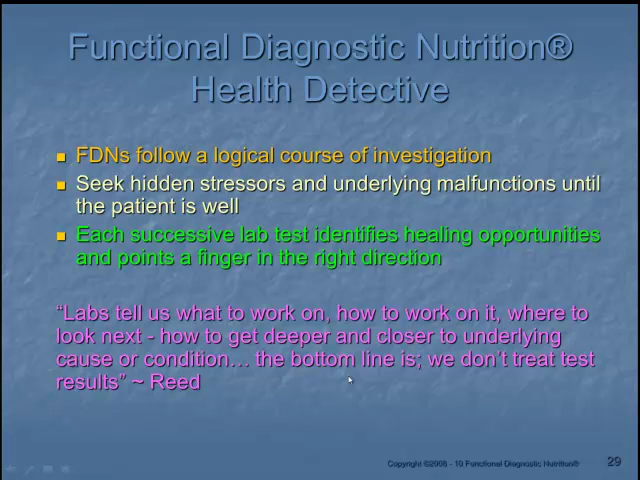 Functional Diagnostic Nutrition®
Health Detective
FDNs follow a logical course of investigation
Seek hidden stressors and underlying malfunctions until
the patient is well
Each successive lab test identifies healing opportunities
and points a finger in the right direction
“Labs tell us what to work on, how to work on it, where to
look next - how to get deeper and closer to underlying
cause or condition… the bottom line is; we don’t treat test
results” ~ Reed
Copyright ©2008 - 10 Functional Diagnostic Nutrition®
29